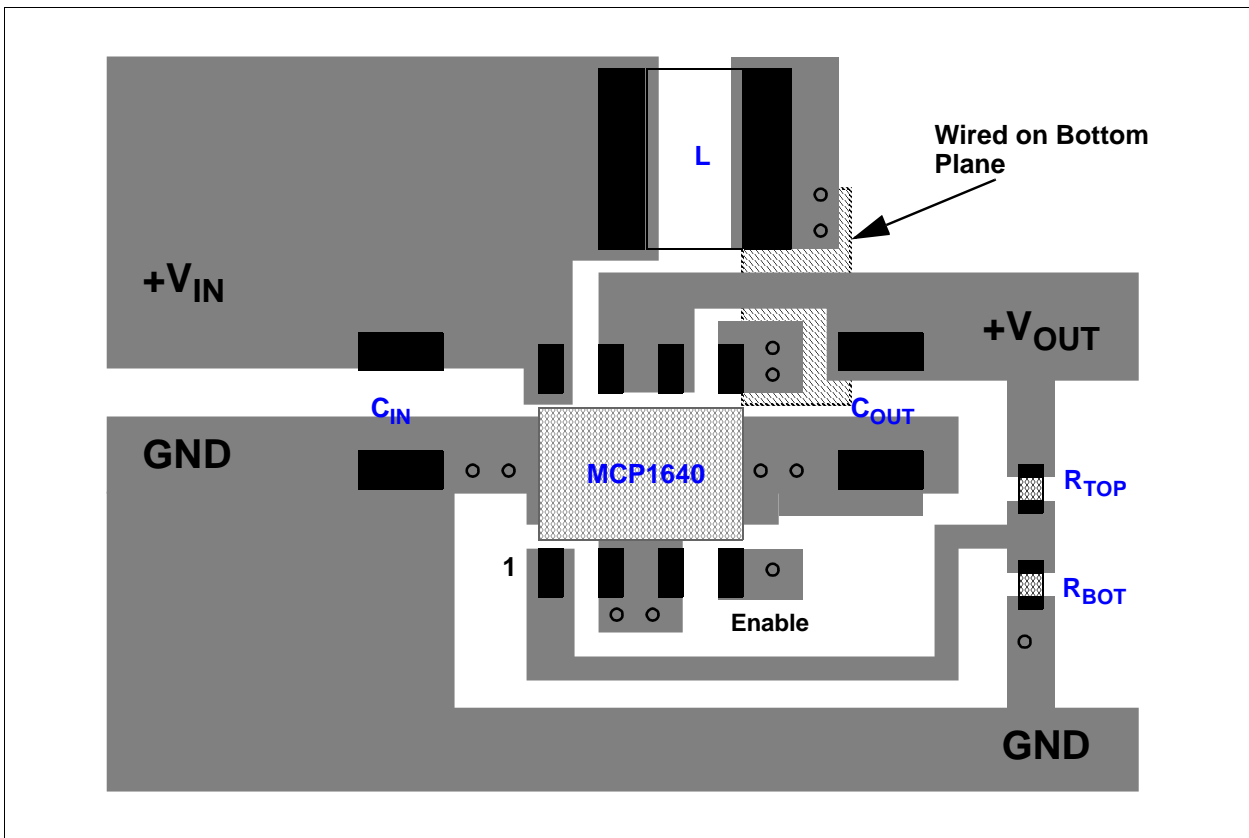 L
Wired on Bottom
Plane
+VIN
+VOUT
CIN
COUT
GND
MCP1640
RTOP
1
RBOT
Enable
GND